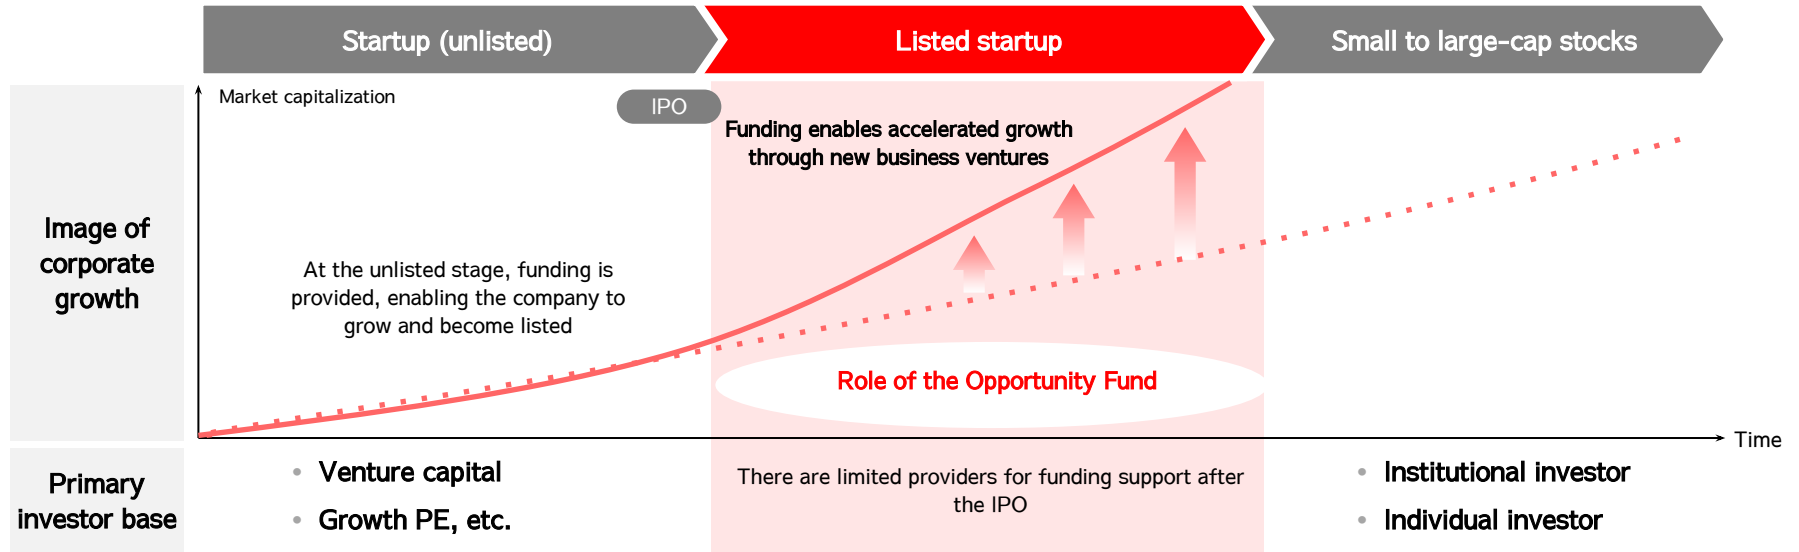 Startup (unlisted)
Listed startup
Small to large-cap stocks
Market capitalization
IPO
Funding enables accelerated growth
through new business ventures
Image of
corporate
growth
At the unlisted stage, funding is
provided, enabling the company to
grow and become listed
Role of the Opportunity Fund
Time
Primary
investor base
• Venture capital
• Growth PE, etc.
There are limited providers for funding support after
the IPO
• Institutional investor
• Individual investor